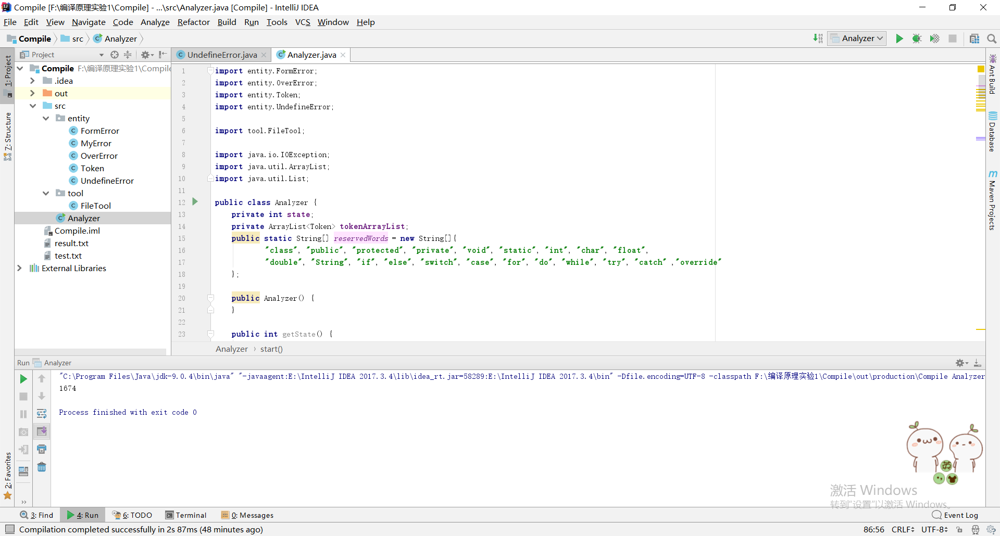 Compile [F:\编译原理实验1\Compile] - ...\src\Analyzer.java [Compile] - IntelliJ IDEA
File Edit View Navigate Code Analyze Refactor Build Run Tools VCS Window Help
Compile src Analyzer
Analyzer
1: Project
Z: Structure
2: Favorites
Project
Compile F:\编译原理实验1\Compile
.idea
out
src
entity
FormError
MyError
OverError
Token
UndefineError
tool
FileTool
Analyzer
Compile.iml
result.txt
test.txt
External Libraries
UndefineError.java Analyzer.java
1 import entity.FormError;
2 import entity.OverError;
3 import entity.Token;
4 import entity.UndefineError;
5
6 import tool.FileTool;
7
8 import java.io.IOException;
9 import java.util.ArrayList;
10 import java.util.List;
11
12 public class Analyzer {
13 private int state;
14 private ArrayList<Token> tokenArrayList;
15 public static String[] reservedWords = new String[]{
16 "class", "public", "protected", "private", "void", "static", "int", "char", "float",
17 "double", "String", "if", "else", "switch", "case", "for", "do", "while", "try", "catch" ,"override"
18 };
19
20 public Analyzer() {
21 }
22
23 public int getState() {
Analyzer › start()
Ant Build
Database
Maven Projects
Run Analyzer
"C:\Program Files\Java\jdk-9.0.4\bin\java" "-javaagent:E:\IntelliJ IDEA 2017.3.4\lib\idea_rt.jar=58289:E:\IntelliJ IDEA 2017.3.4\bin" -Dfile.encoding=UTF-8 -classpath F:\编译原理实验1\Compile\out\production\Compile Analyzer
1674
Process finished with exit code 0
英
激活 Windows
转到"设置"以激活 Windows。
3: Find 4: Run 6: TODO Terminal 0: Messages Event Log
Compilation completed successfully in 2s 87ms (48 minutes ago) 86:56 CRLF UTF-8